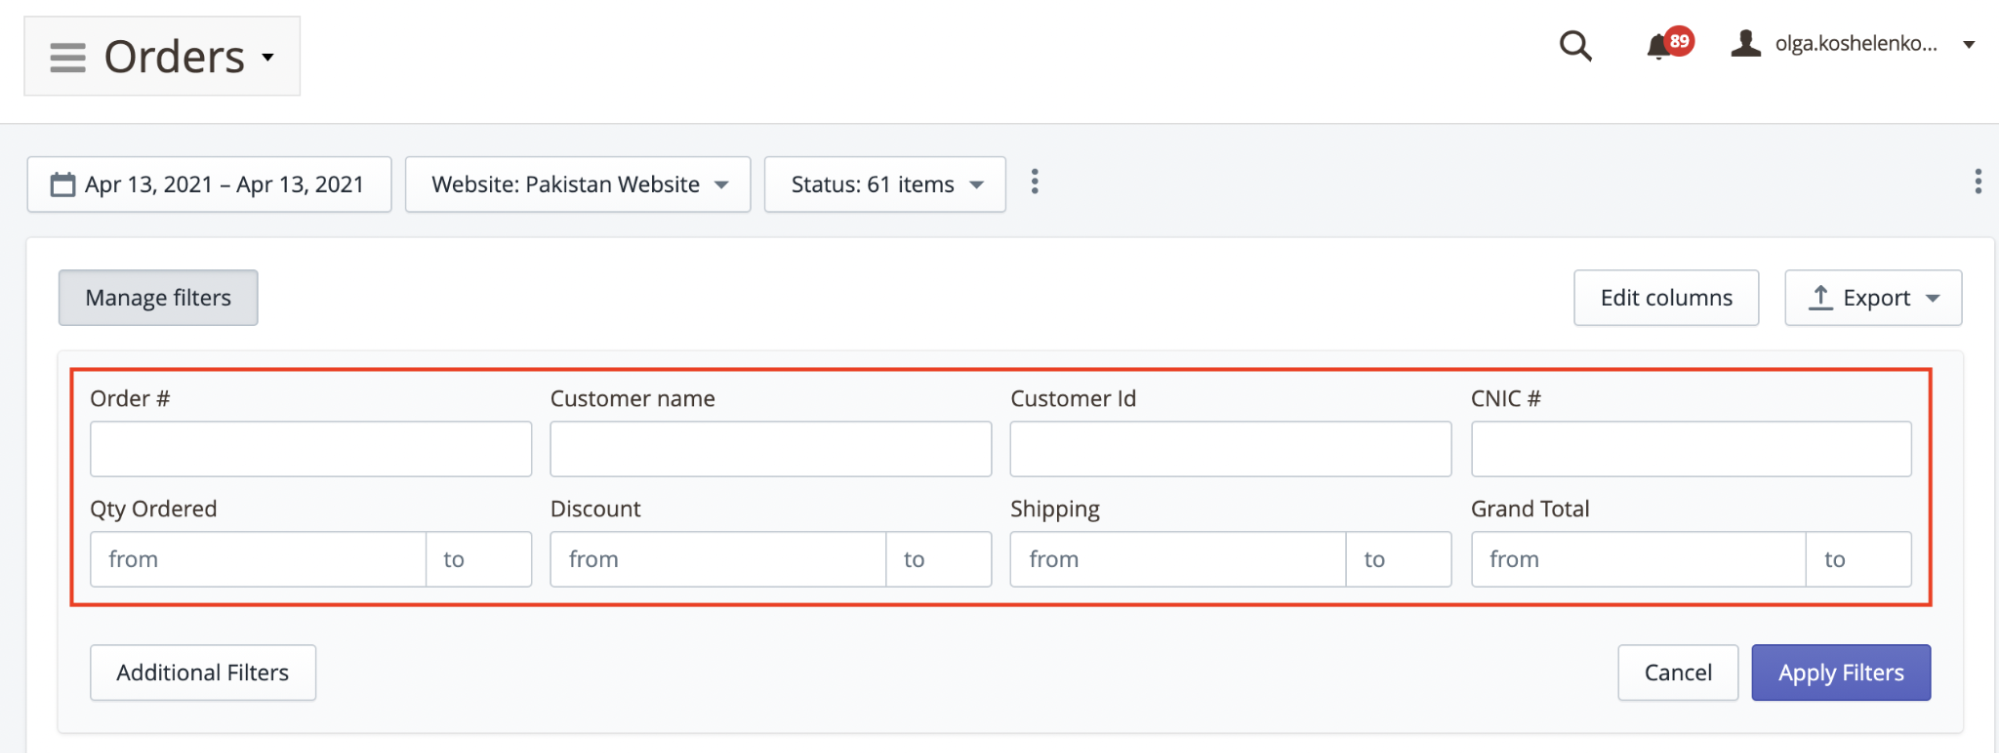 Orders
89
olga.koshelenko...
Apr 13, 2021 – Apr 13, 2021
Website: Pakistan Website
Status: 61 items
Manage filters
Edit columns
Export
Order #
Customer name
Customer Id
CNIC #
Qty Ordered
Discount
Shipping
Grand Total
from
to
from
to
from
to
from
to
Additional Filters
Cancel
Apply Filters